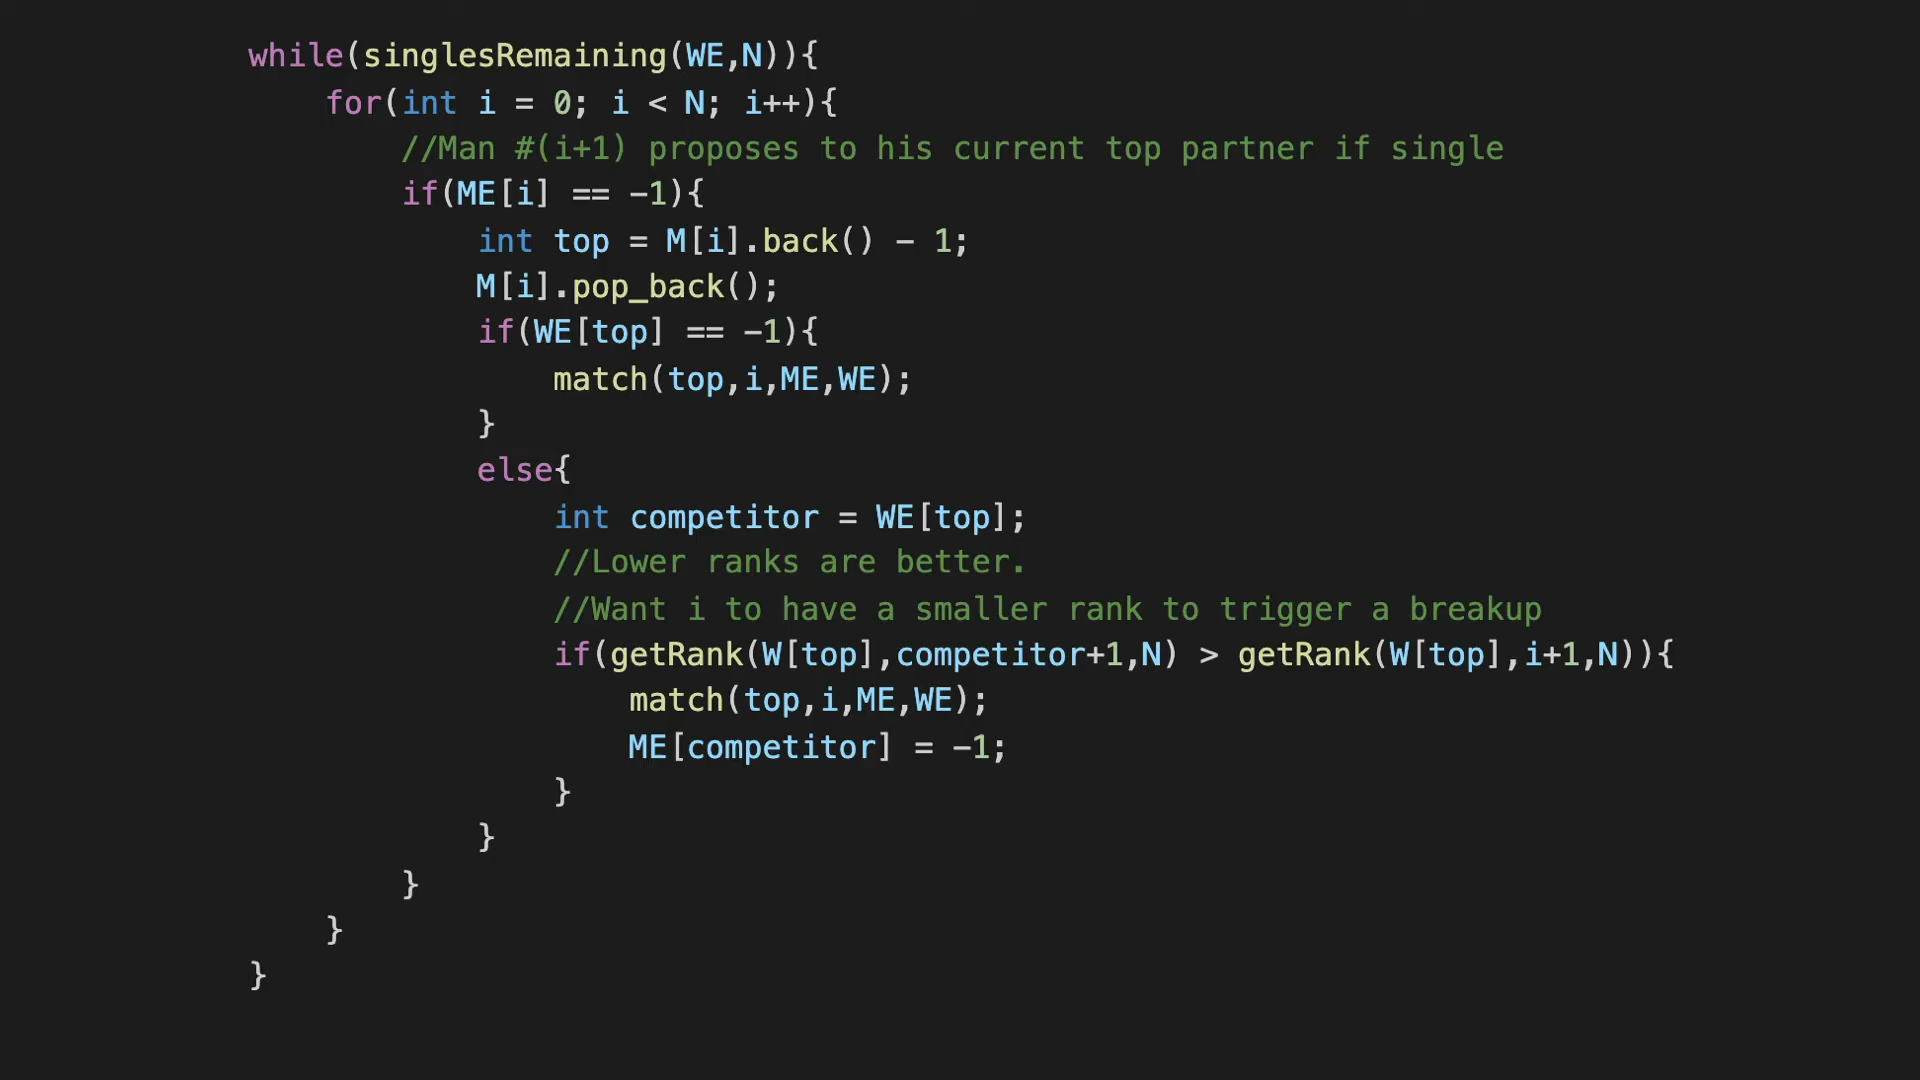 while(singlesRemaining(WE,N)){
for(int i = 0; i < N; i++){
//Man #(i+1) proposes to his current top partner if single
if(ME[i] == -1){
int top = M[i].back() - 1;
M[i].pop_back();
if(WE[top] == -1){
match(top,i,ME,WE);
}
else{
int competitor = WE[top];
//Lower ranks are better.
//Want i to have a smaller rank to trigger a breakup
if(getRank(W[top],competitor+1,N) > getRank(W[top],i+1,N)){
match(top,i,ME,WE);
ME[competitor] = -1;
}
}
}
}
}